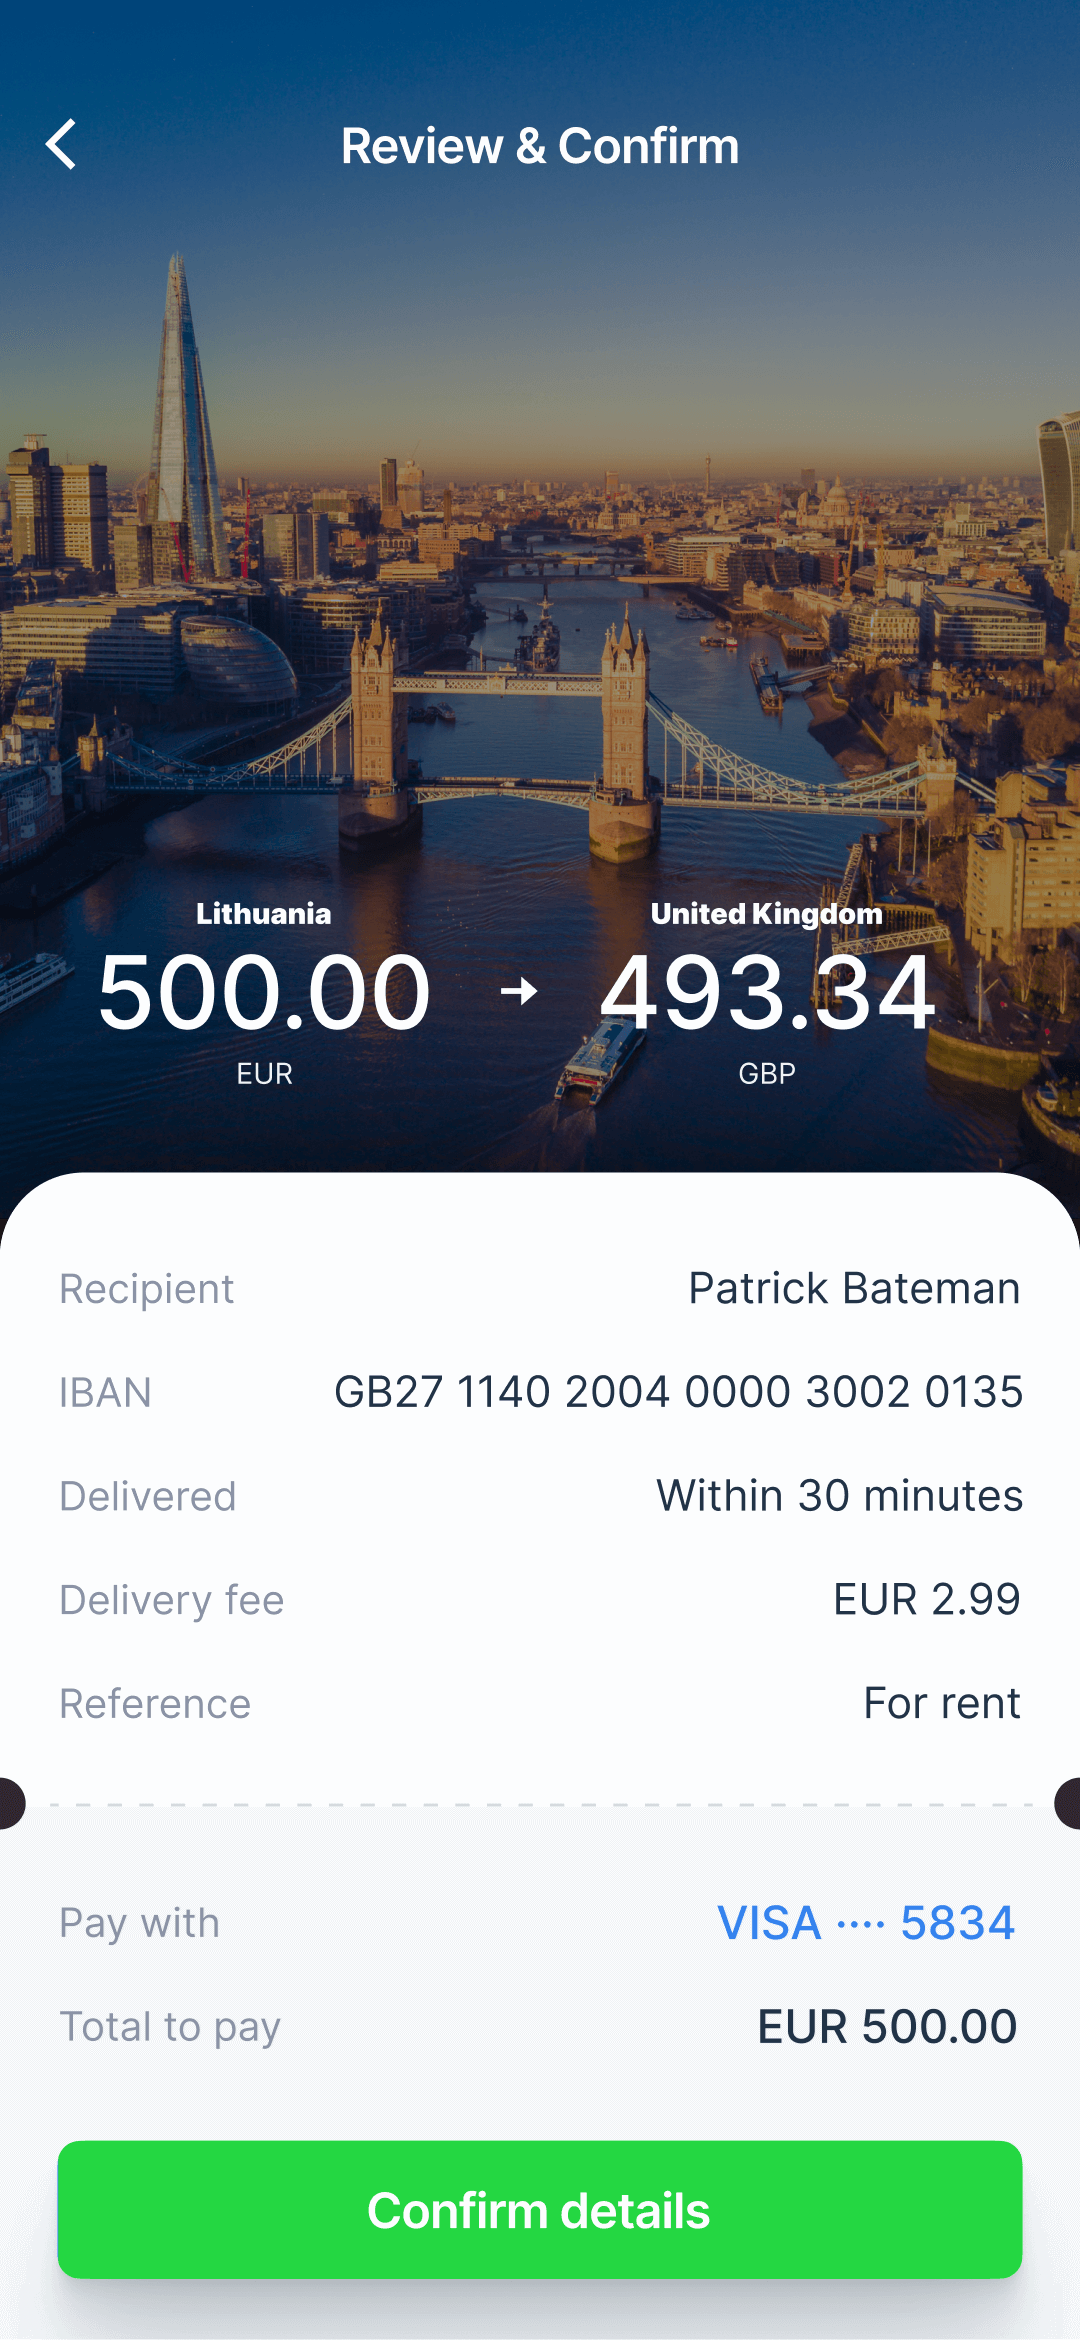 Review & Confirm
Lithuania
500.00
EUR
United Kingdom
493.34
GBP
Recipient
Patrick Bateman
IBAN
GB27 1140 2004 0000 3002 0135
Delivered
Within 30 minutes
Delivery fee
EUR 2.99
Reference
For rent
Pay with
VISA ···· 5834
Total to pay
EUR 500.00
Confirm details